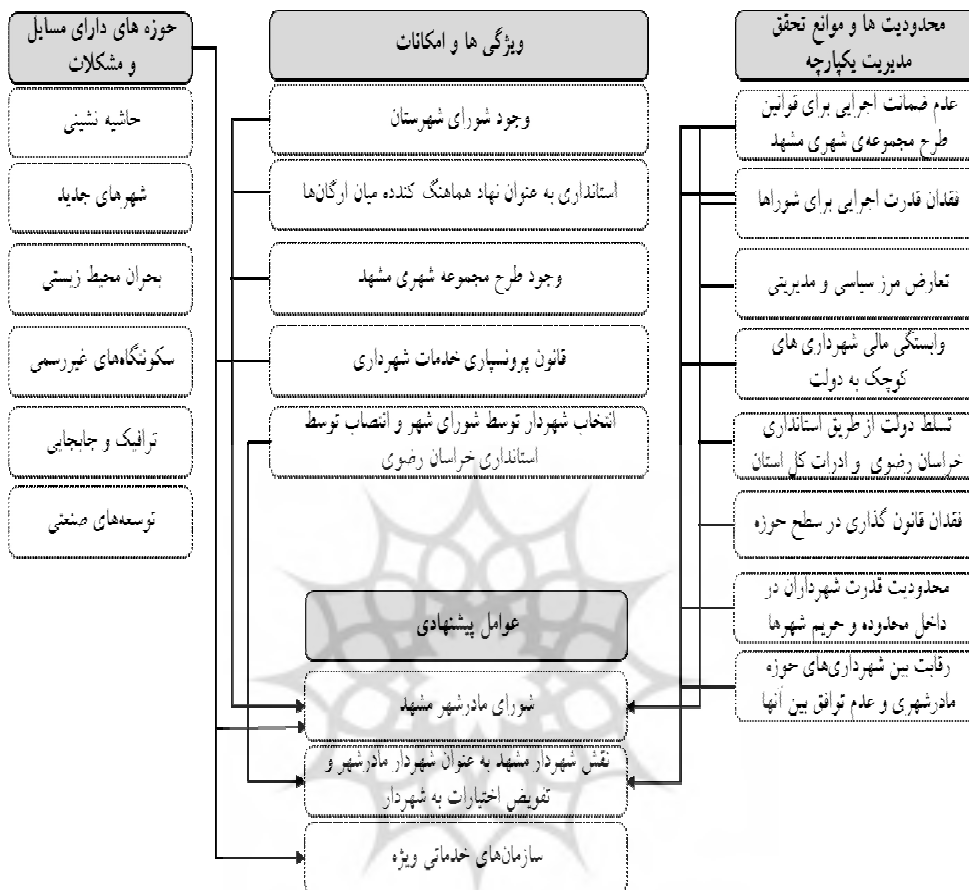 محدودیت ها و موانع تحقق
مدیریت یکپارچه
عدم ضمانت اجرایی برای قوانین
طرح مجموعه‌ی شهری مشهد
فقدان قدرت اجرایی برای شوراها
تعارض مرز سیاسی و مدیریتی
وابستگی مالی شهرداری های
کوچک به دولت
تسلط دولت از طریق استانداری
خراسان رضوی و ادرات کل استان
فقدان قانون گذاری در سطح حوزه
محدودیت قدرت شهرداران در
داخل محدوده و حریم شهرها
رقابت بین شهرداری‌های حوزه
مادرشهری و عدم توافق بین آنها
ویژگی ها و امکانات
وجود شورای شهرستان
استانداری به عنوان نهاد هماهنگ کننده میان ارگان‌ها
وجود طرح مجموعه شهری مشهد
قانون برونسپاری خدمات شهرداری
انتخاب شهردار توسط شورای شهر و انتصاب توسط
استانداری خراسان رضوی
عوامل پیشنهادی
شورای مادرشهر مشهد
نقش شهردار مشهد به عنوان شهردار مادرشهر و
تفویض اختیارات به شهردار
سازمان‌های خدماتی ویژه
حوزه های دارای مسایل
و مشکلات
حاشیه نشینی
شهرهای جدید
بحران محیط زیستی
سکونتگاه‌های غیررسمی
ترافیک و جابجایی
توسعه‌های صنعتی